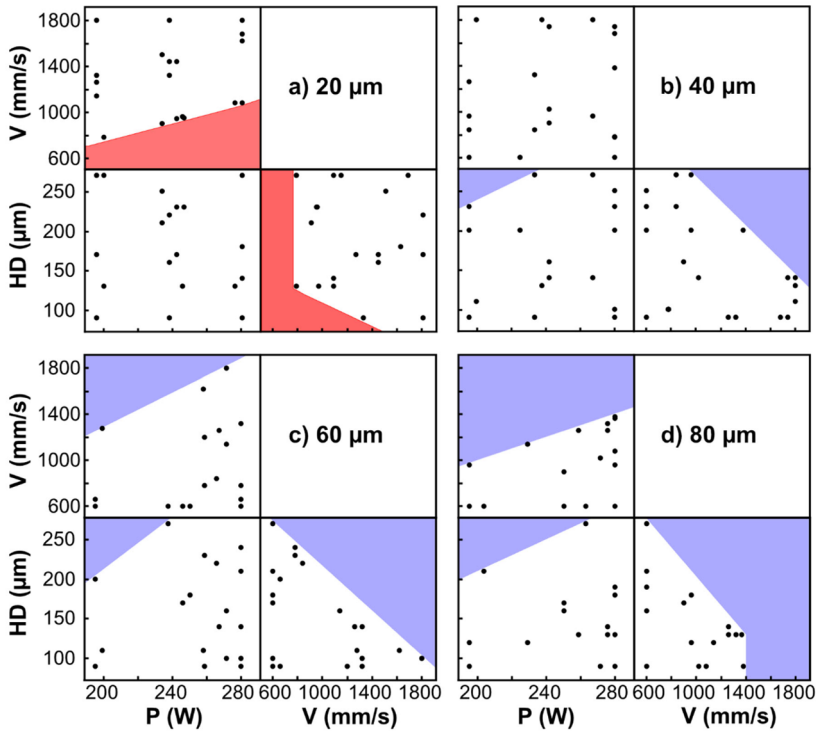 1800
1400
1000
600
V (mm/s)
a) 20 µm
b) 40 µm
250
200
150
100
HD (µm)
1800
1400
1000
600
V (mm/s)
c) 60 µm
d) 80 µm
250
200
150
100
HD (µm)
200 240 280 600 1000 1400 1800 200 240 280 600 1000 1400 1800
P (W) V (mm/s) P (W) V (mm/s)